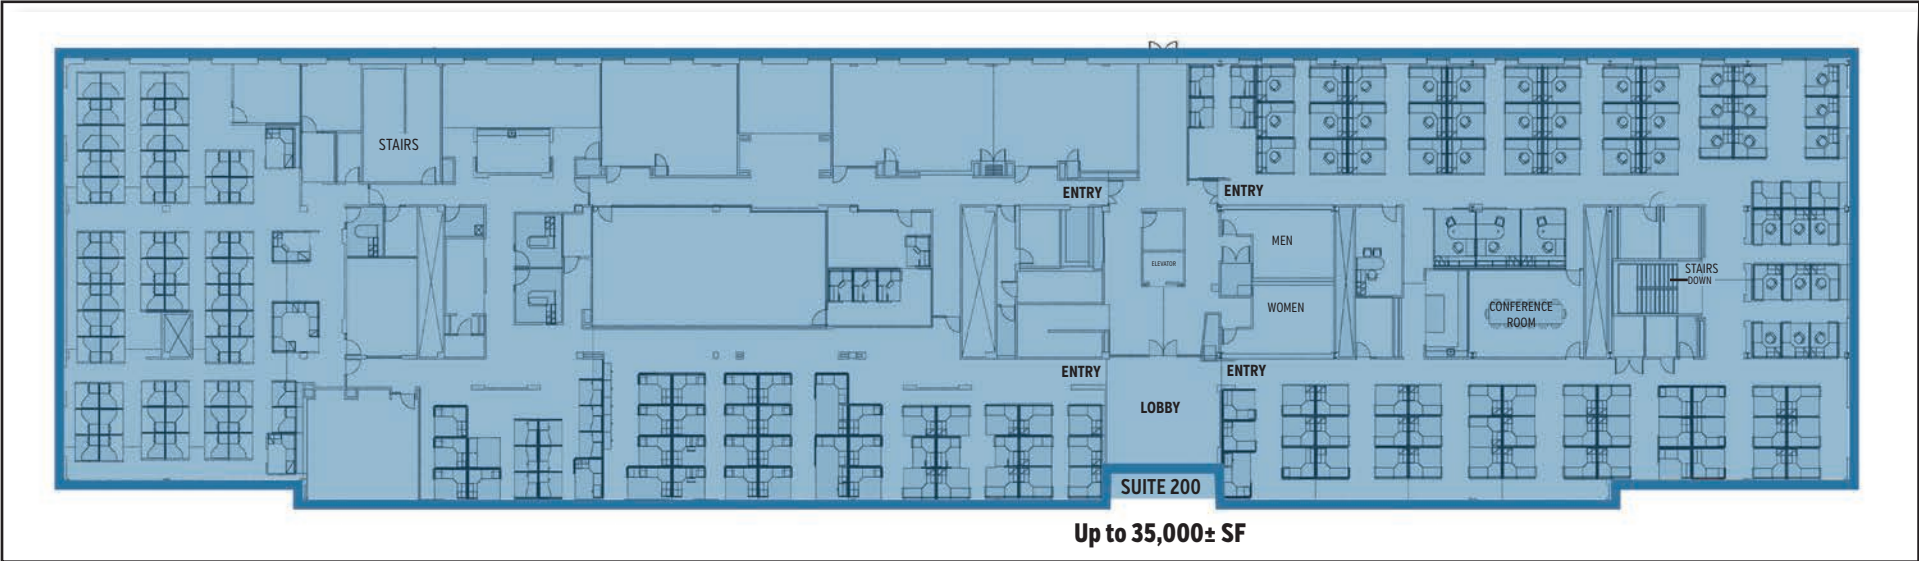 STAIRS
ENTRY
ENTRY
MEN
ELEVATOR
STAIRS
DOWN
WOMEN
CONFERENCE
ROOM
ENTRY
ENTRY
LOBBY
SUITE 200
Up to 35,000± SF